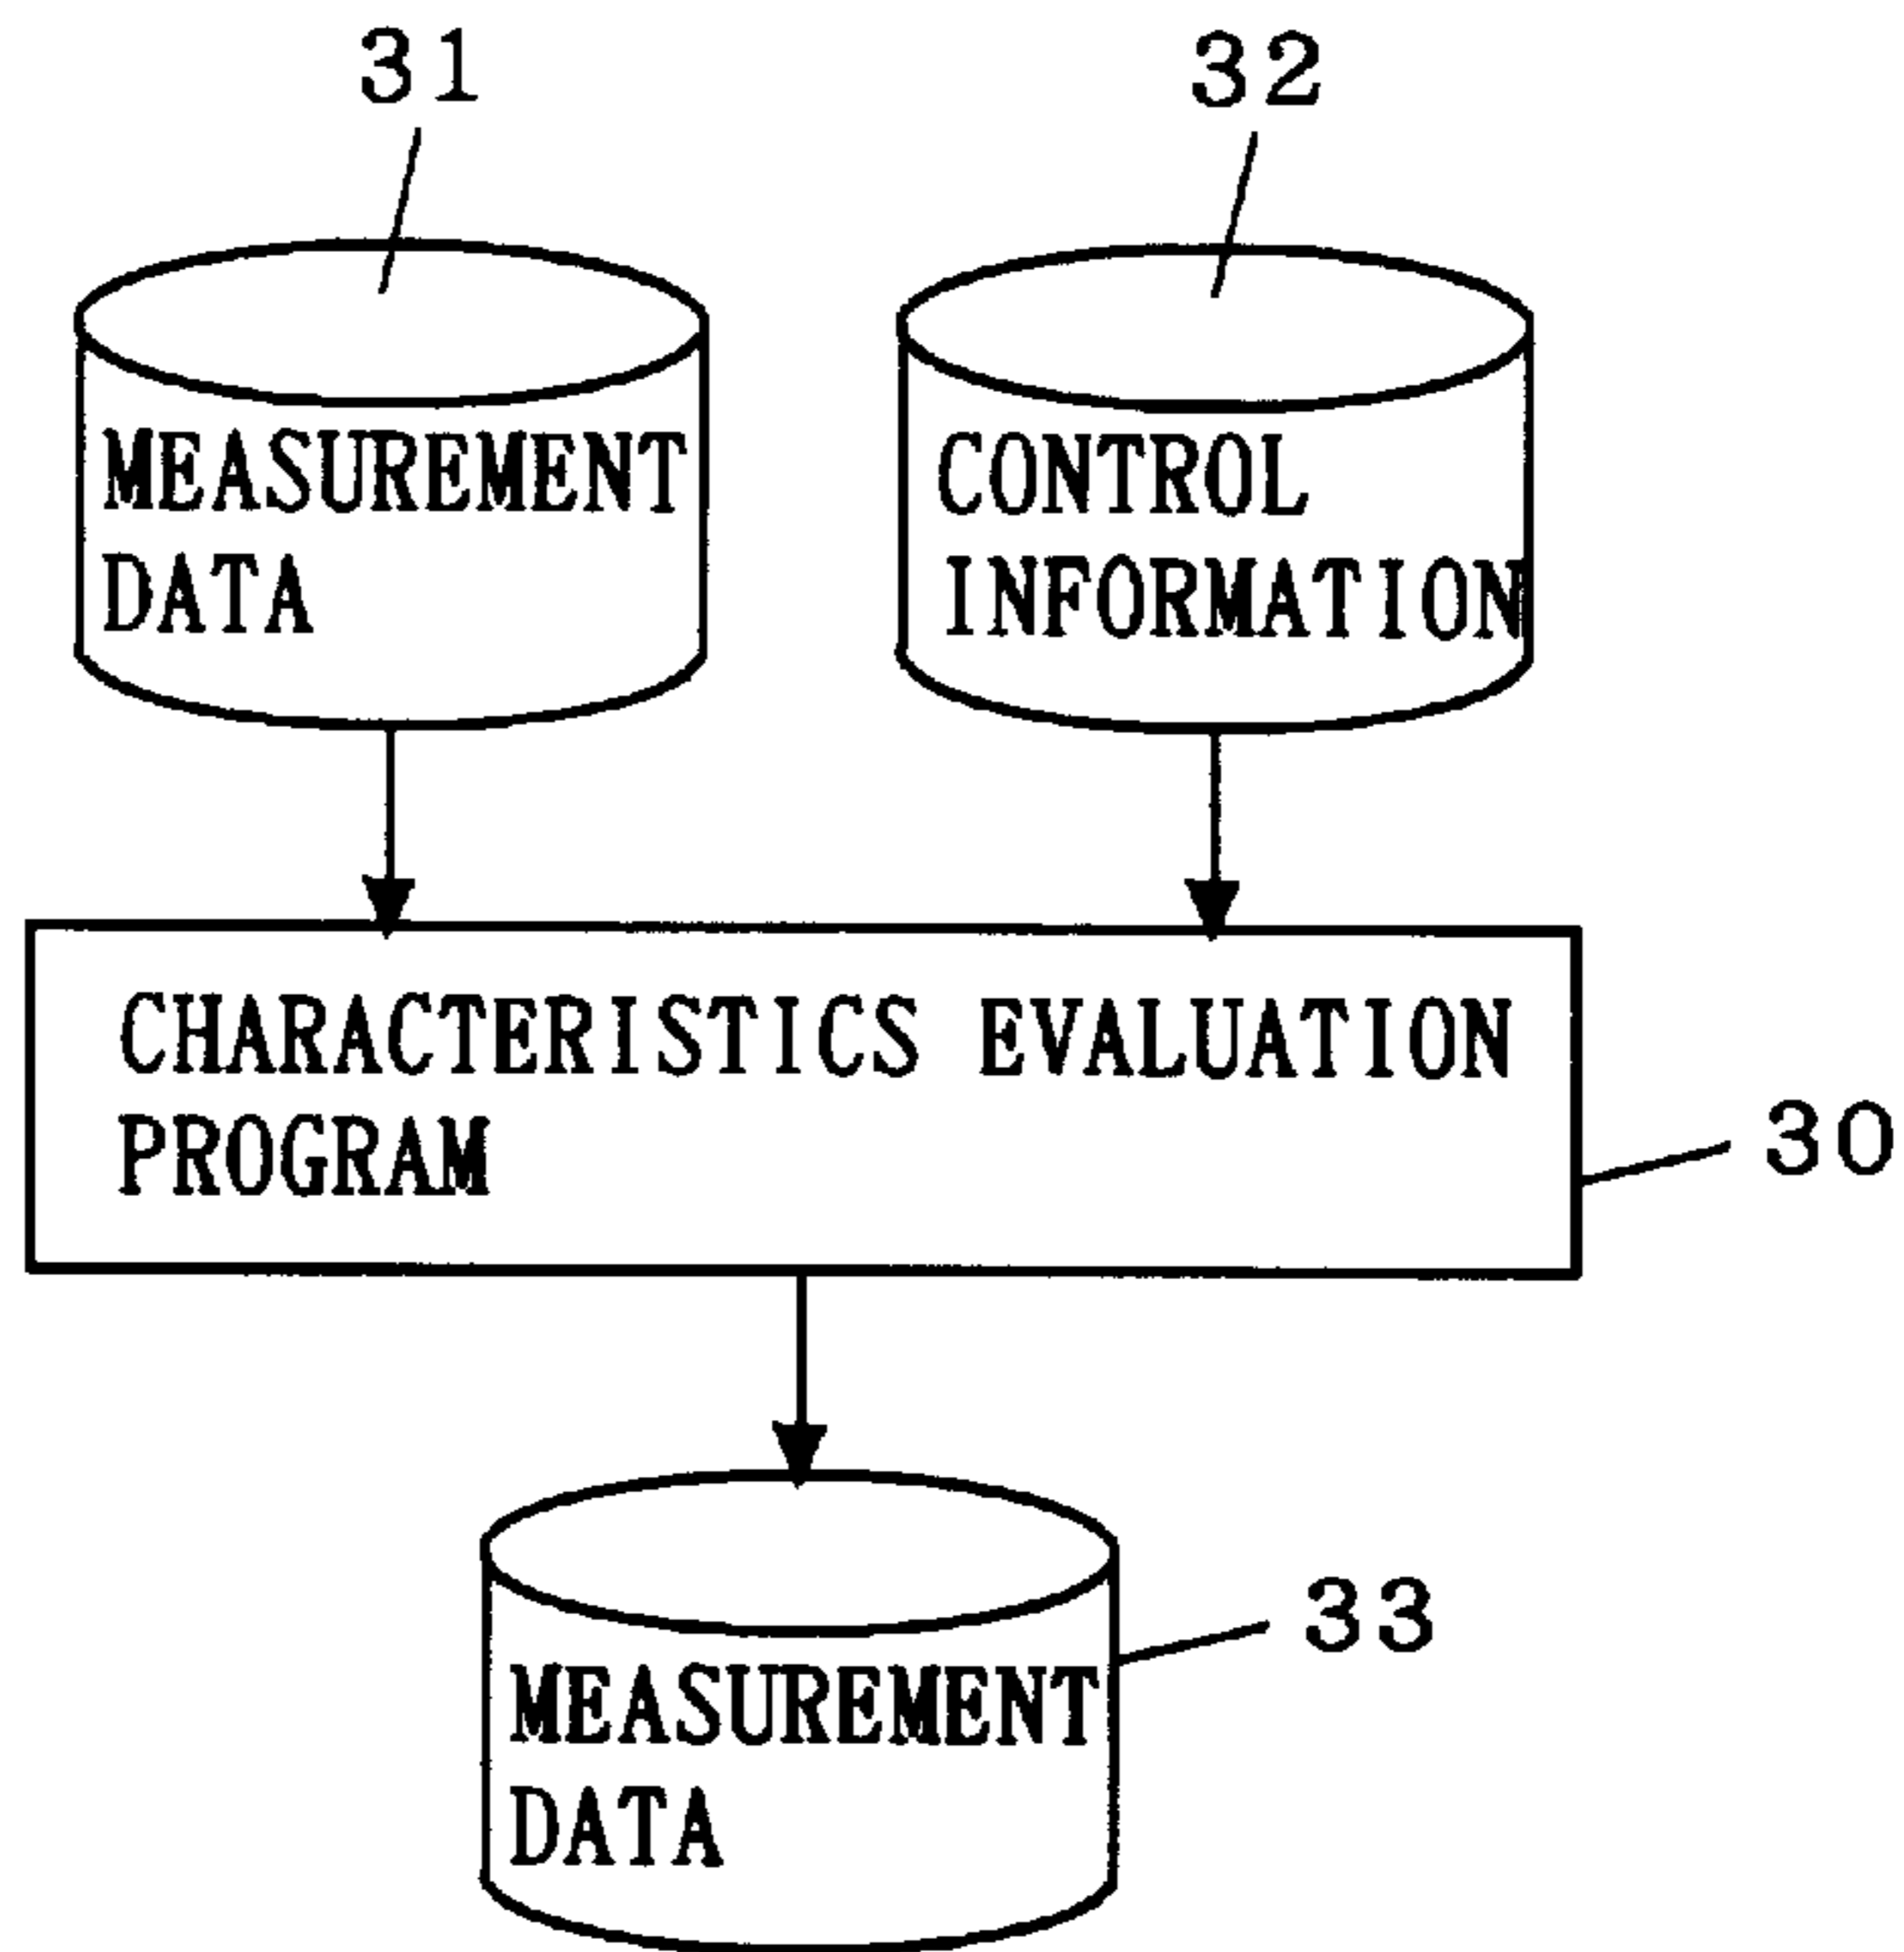 31
32
MEASUREMENT
DATA
CONTROL
INFORMATION
CHARACTERISTICS EVALUATION
PROGRAM
30
33
MEASUREMENT
DATA